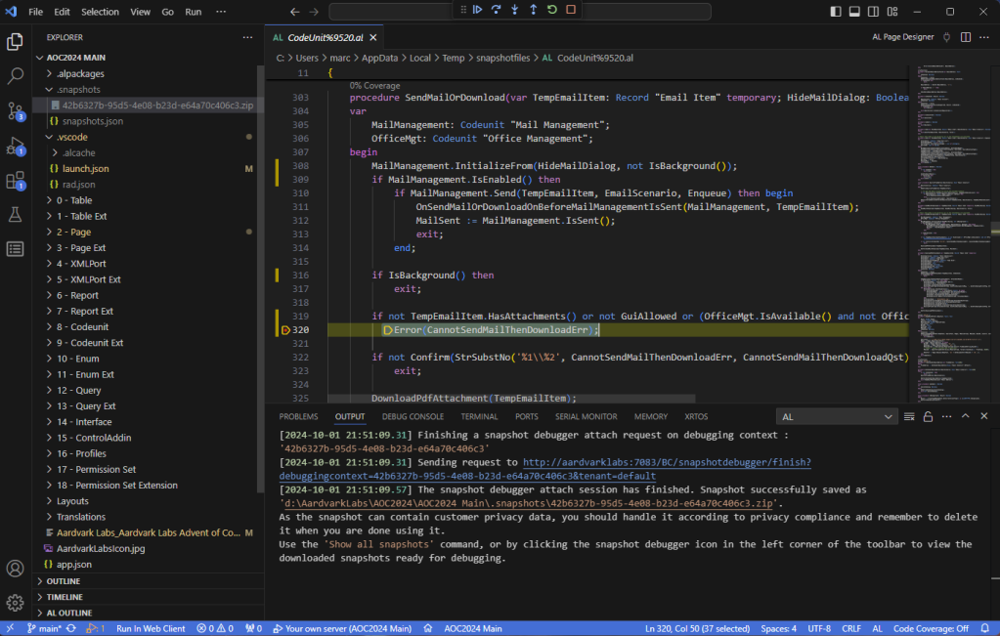 File Edit Selection View Go Run ···
EXPLORER
AOC2024 MAIN
.alpackages
.snapshots
42b6327b-95d5-4e08-b23d-e64a70c406c3.zip
{} snapshots.json
.vscode
.alcache
{} launch.json M
{} rad.json
0 - Table
1 - Table Ext
2 - Page
3 - Page Ext
4 - XMLPort
5 - XMLPort Ext
6 - Report
7 - Report Ext
8 - Codeunit
9 - Codeunit Ext
10 - Enum
11 - Enum Ext
12 - Query
13 - Query Ext
14 - Interface
15 - ControlAddin
16 - Profiles
17 - Permission Set
18 - Permission Set Extension
Layouts
Translations
Aardvark Labs_Aardvark Labs Advent of Co... M
AardvarkLabsIcon.jpg
{} app.json
OUTLINE
TIMELINE
AL OUTLINE
3
1
1
AL CodeUnit%9520.al
AL Page Designer
C: > Users > marc > AppData > Local > Temp > snapshotfiles > AL CodeUnit%9520.al
11 {
0% Coverage
303 procedure SendMailOrDownload(var TempEmailItem: Record "Email Item" temporary; HideMailDialog: Boolea
304 var
305 MailManagement: Codeunit "Mail Management";
306 OfficeMgt: Codeunit "Office Management";
307 begin
308 MailManagement.InitializeFrom(HideMailDialog, not IsBackground());
309 if MailManagement.IsEnabled() then
310 if MailManagement.Send(TempEmailItem, EmailScenario, Enqueue) then begin
311 OnSendMailOrDownloadOnBeforeMailManagementIsSent(MailManagement, TempEmailItem);
312 MailSent := MailManagement.IsSent();
313 exit;
314 end;
315
316 if IsBackground() then
317 exit;
318
319 if not TempEmailItem.HasAttachments() or not GuiAllowed or (OfficeMgt.IsAvailable() and not Offic
320 Error(CannotSendMailThenDownloadErr);
321
322 if not Confirm(StrSubstNo('%1\\%2', CannotSendMailThenDownloadErr, CannotSendMailThenDownloadQst)
323 exit;
324
325 DownloadPdfAttachment(TempEmailItem);
PROBLEMS OUTPUT DEBUG CONSOLE TERMINAL PORTS SERIAL MONITOR MEMORY XRTOS AL
[2024-10-01 21:51:09.31] Finishing a snapshot debugger attach request on debugging context :
'42b6327b-95d5-4e08-b23d-e64a70c406c3'
[2024-10-01 21:51:09.31] Sending request to http://aardvarklabs:7083/BC/snapshotdebugger/finish?
debuggingcontext=42b6327b-95d5-4e08-b23d-e64a70c406c3&tenant=default
[2024-10-01 21:51:09.57] The snapshot debugger attach session has finished. Snapshot successfully saved as
'd:\AardvarkLabs\AOC2024\AOC2024 Main\.snapshots\42b6327b-95d5-4e08-b23d-e64a70c406c3.zip'.
As the snapshot can contain customer privacy data, you should handle it according to privacy compliance and remember to delete
it when you are done using it.
Use the 'Show all snapshots' command, or by clicking the snapshot debugger icon in the left corner of the toolbar to view the
downloaded snapshots ready for debugging.
main* 1 Run In Web Client 0 0 0 Your own server (AOC2024 Main) AOC2024 Main Ln 320, Col 50 (37 selected) Spaces: 4 UTF-8 CRLF AL Code Coverage: Off